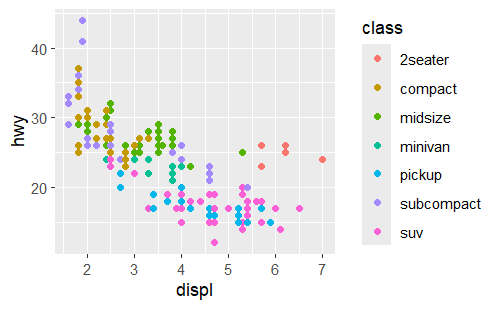 hwy
40
30
20
2 3 4 5 6 7
displ
class
2seater
compact
midsize
minivan
pickup
subcompact
suv